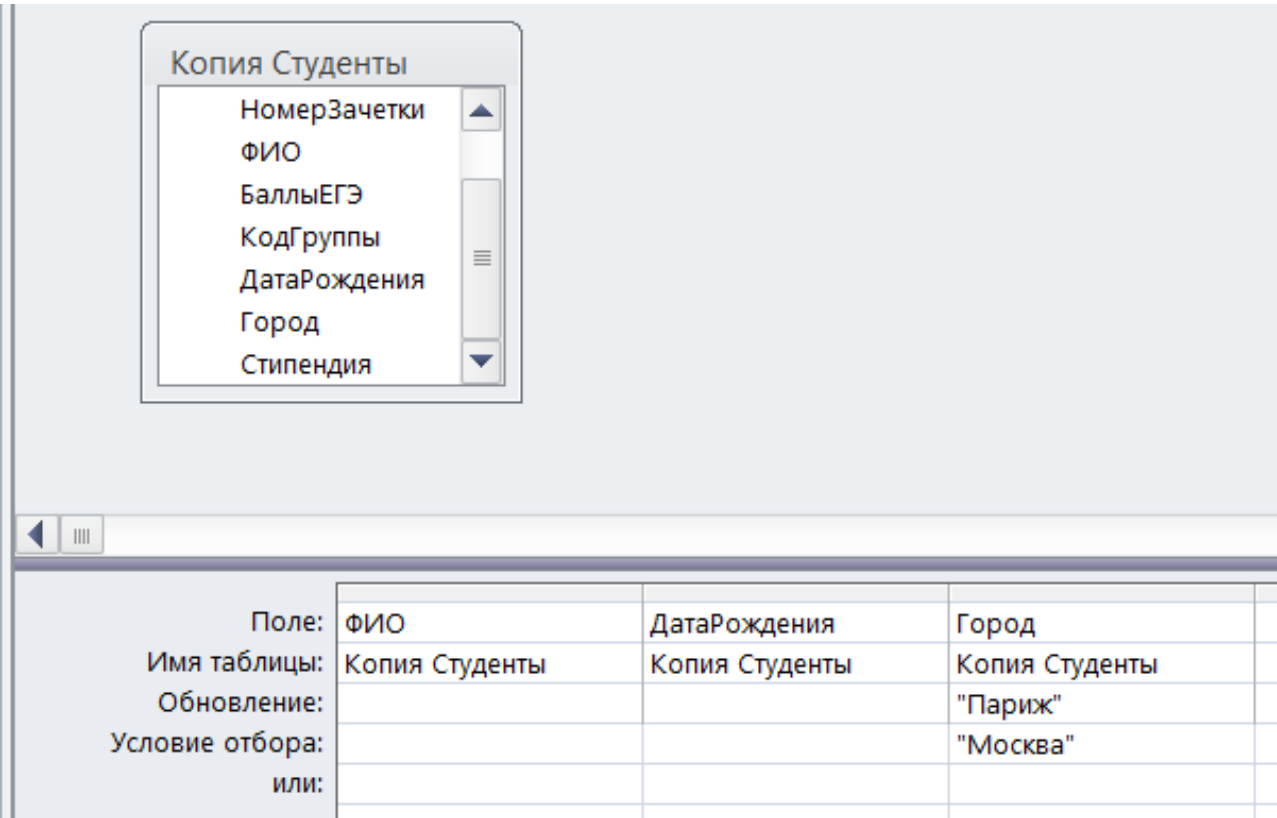 Копия Студенты
НомерЗачетки
ФИО
БаллыЕГЭ
КодГруппы
ДатаРождения
Город
Стипендия
Поле: ФИО ДатаРождения Город
Имя таблицы: Копия Студенты Копия Студенты Копия Студенты
Обновление: "Париж"
Условие отбора: "Москва"
или: